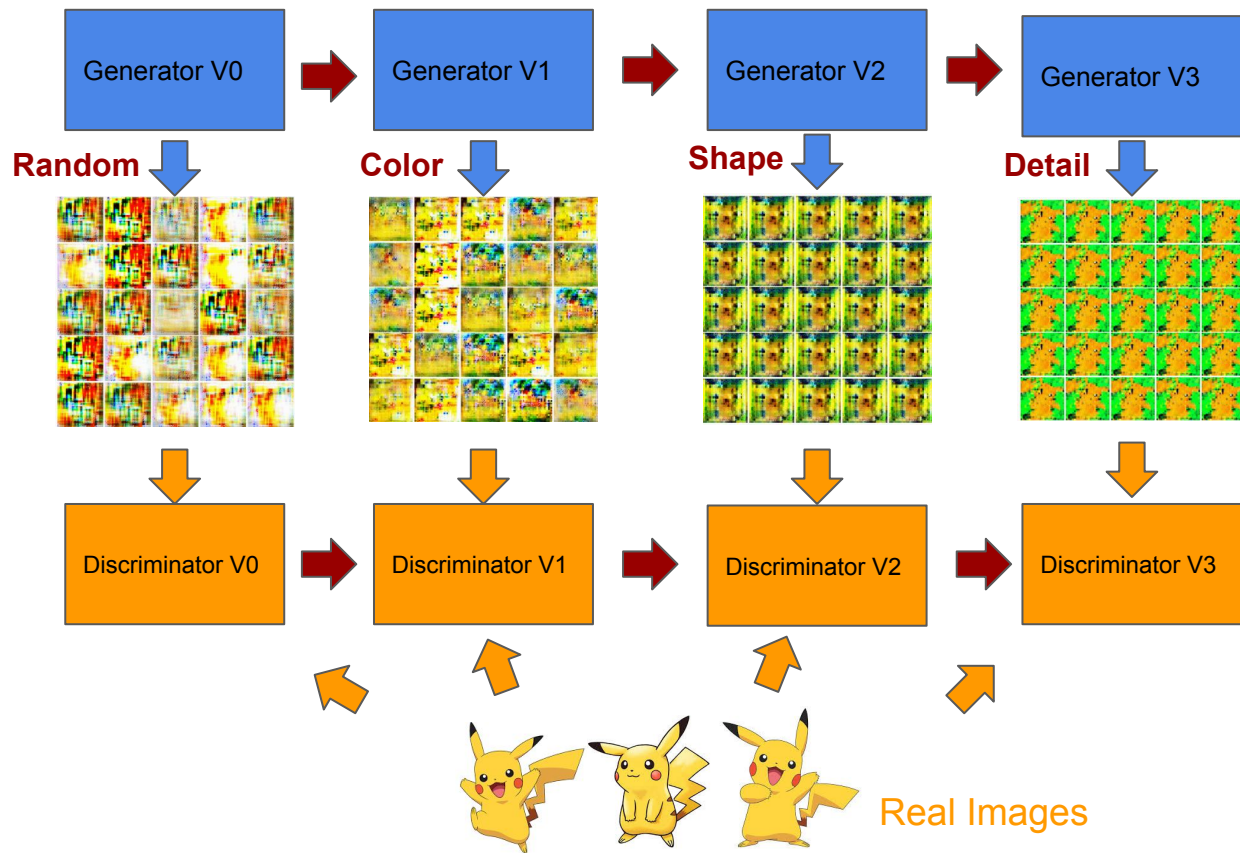 Generator V0
Generator V1
Generator V2
Generator V3
Random
Color
Shape
Detail
Discriminator V0
Discriminator V1
Discriminator V2
Discriminator V3
Real Images